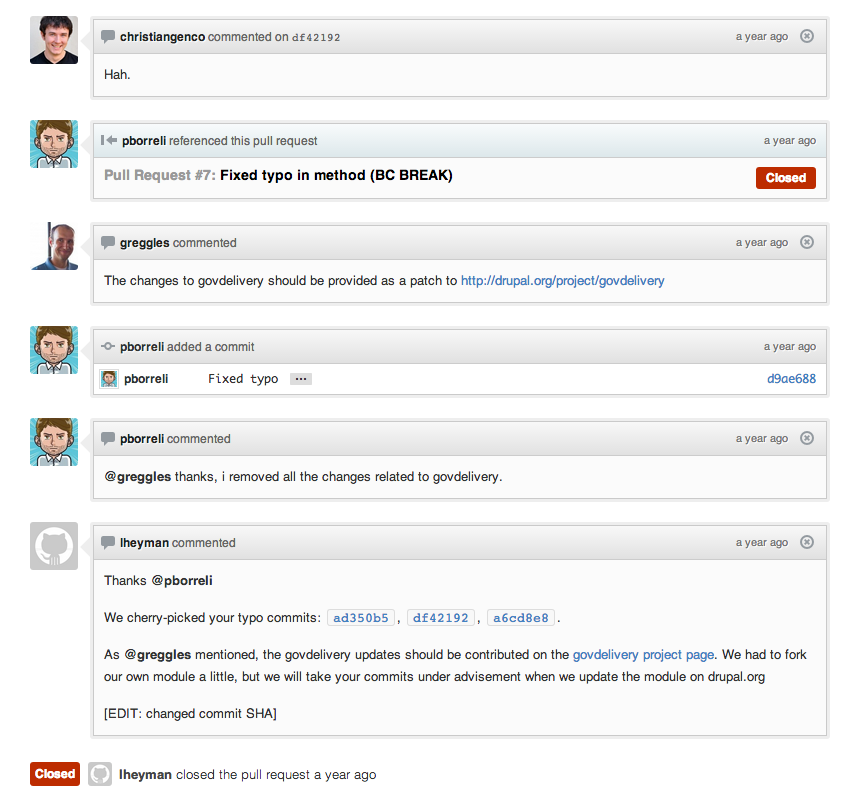 christiangenco commented on df42192 a year ago
Hah.
pborreli referenced this pull request a year ago
Pull Request #7: Fixed typo in method (BC BREAK) Closed
greggles commented a year ago
The changes to govdelivery should be provided as a patch to http://drupal.org/project/govdelivery
pborreli added a commit a year ago
pborreli Fixed typo ... d9ae688
pborreli commented a year ago
@greggles thanks, i removed all the changes related to govdelivery.
lheyman commented a year ago
Thanks @pborreli
We cherry-picked your typo commits: ad350b5, df42192, a6cd8e8.
As @greggles mentioned, the govdelivery updates should be contributed on the govdelivery project page. We had to fork
our own module a little, but we will take your commits under advisement when we update the module on drupal.org
[EDIT: changed commit SHA]
Closed lheyman closed the pull request a year ago